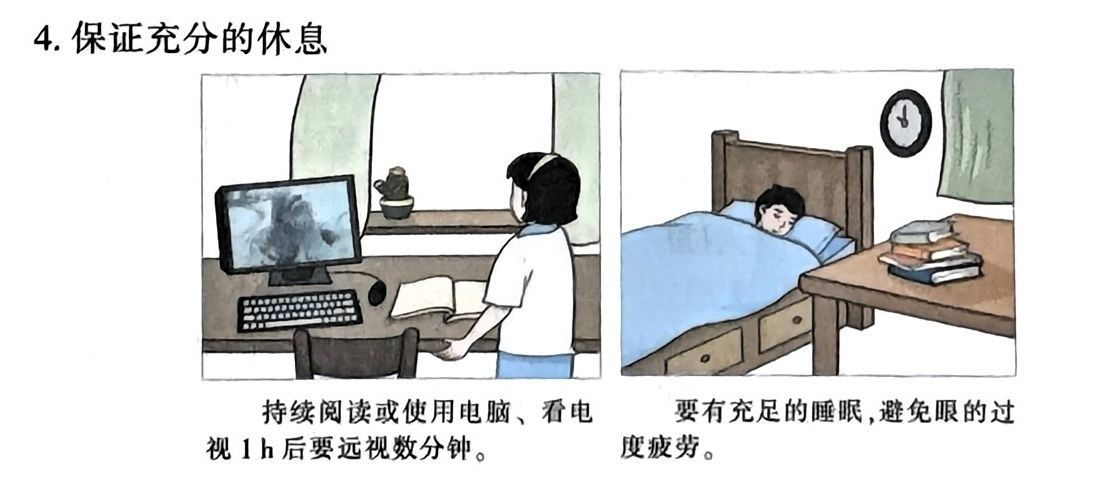 4. 保证充分的休息
持续阅读或使用电脑、看电
视1h后要远视数分钟。
要有充足的睡眠,避免眼的过
度疲劳。